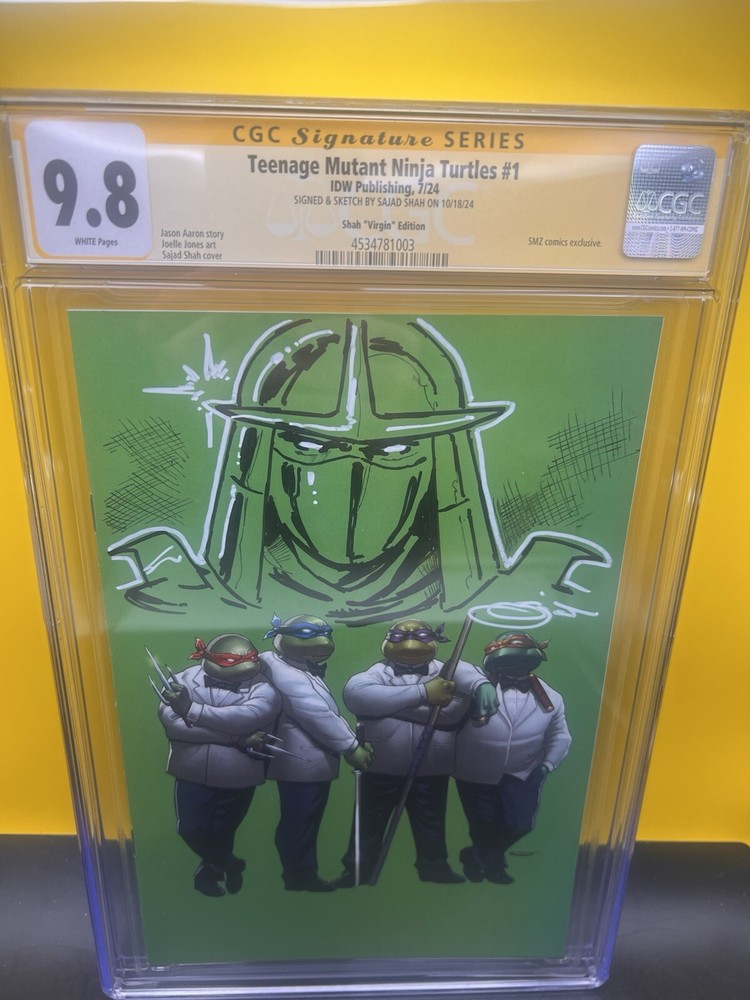 CGC Signature SERIES
9.8
WHITE Pages
Teenage Mutant Ninja Turtles #1
IDW Publishing, 7/24
SIGNED & SKETCH BY SAJAD SHAH ON 10/18/24
Shah "Virgin" Edition
4534781003
Jason Aaron story
Joelle Jones art
Sajad Shah cover
SMZ comics exclusive.
CGC
CGC